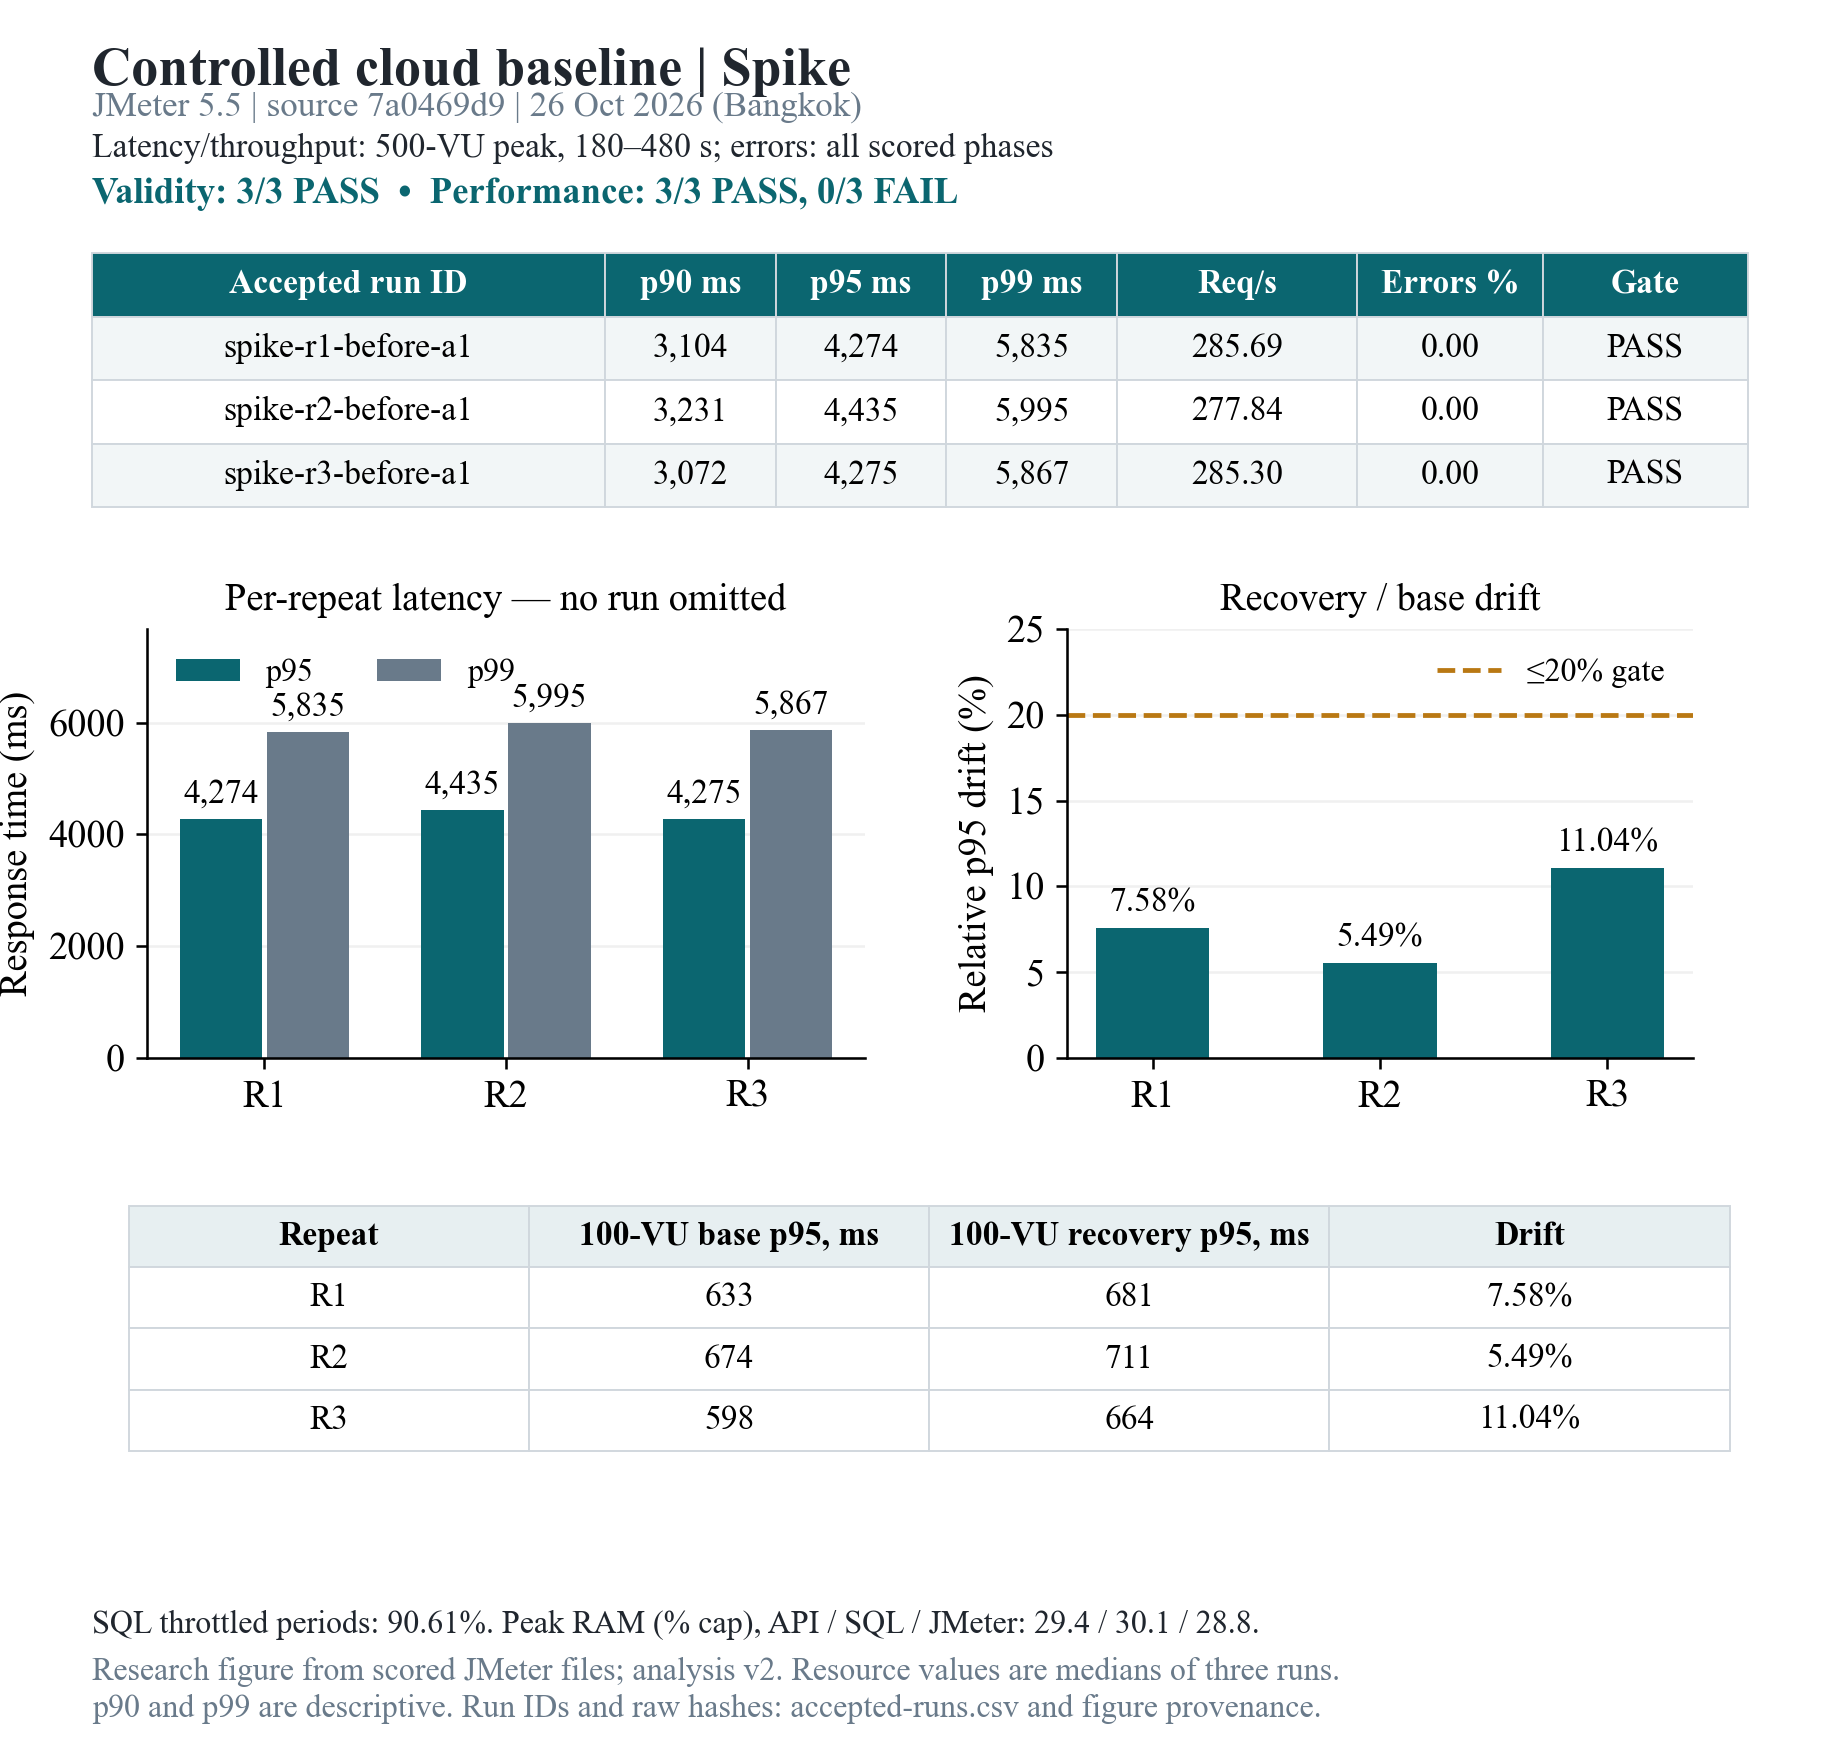 Controlled cloud baseline | Spike
JMeter 5.5 | source 7a0469d9 | 26 Oct 2026 (Bangkok)
Latency/throughput: 500-VU peak, 180–480 s; errors: all scored phases
Validity: 3/3 PASS • Performance: 3/3 PASS, 0/3 FAIL
Accepted run ID p90 ms p95 ms p99 ms Req/s Errors % Gate
spike-r1-before-a1 3,104 4,274 5,835 285.69 0.00 PASS
spike-r2-before-a1 3,231 4,435 5,995 277.84 0.00 PASS
spike-r3-before-a1 3,072 4,275 5,867 285.30 0.00 PASS
Per-repeat latency — no run omitted
Response time (ms)
p95 p99
6000
4000
2000
0
4,274 5,835
4,435 5,995
4,275 5,867
R1 R2 R3
Recovery / base drift
Relative p95 drift (%)
≤20% gate
25
20
15
10
5
0
7.58%
5.49%
11.04%
R1 R2 R3
Repeat 100-VU base p95, ms 100-VU recovery p95, ms Drift
R1 633 681 7.58%
R2 674 711 5.49%
R3 598 664 11.04%
SQL throttled periods: 90.61%. Peak RAM (% cap), API / SQL / JMeter: 29.4 / 30.1 / 28.8.
Research figure from scored JMeter files; analysis v2. Resource values are medians of three runs.
p90 and p99 are descriptive. Run IDs and raw hashes: accepted-runs.csv and figure provenance.